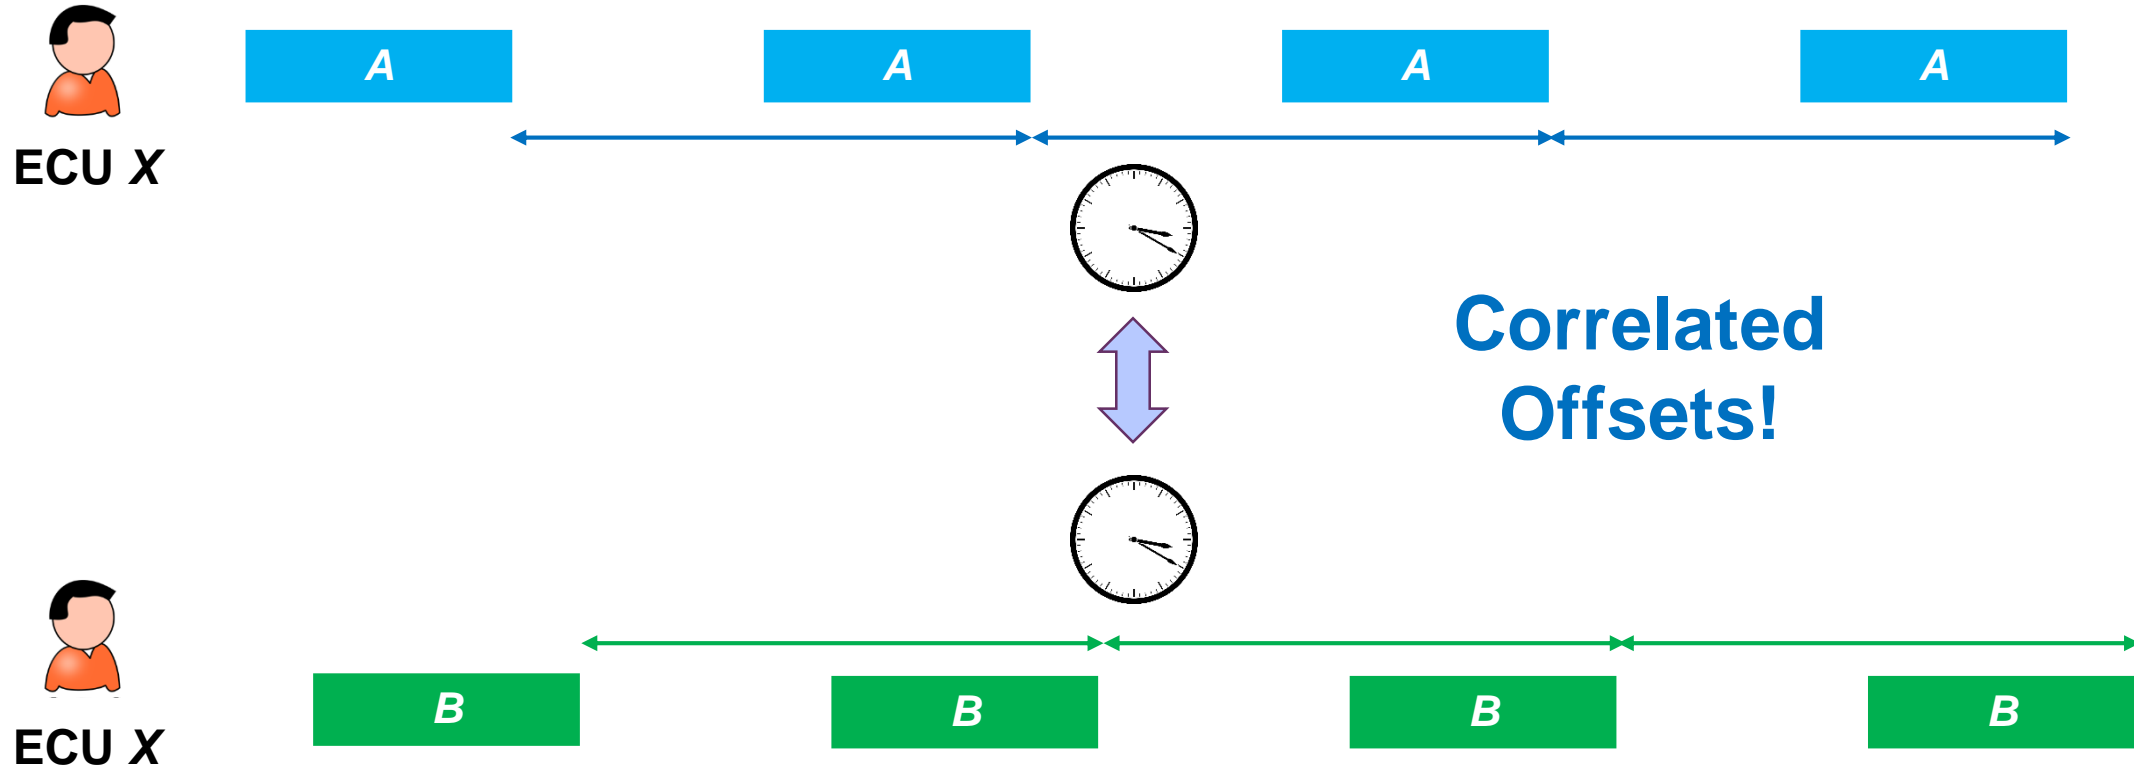 A A A A
ECU X
Correlated
Offsets!
B B B B
ECU X